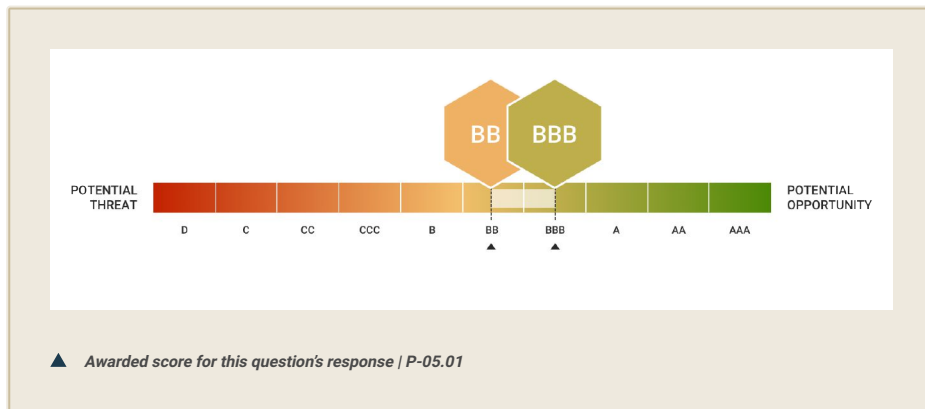 BB BBB
POTENTIAL THREAT
POTENTIAL OPPORTUNITY
D C CC CCC B BB BBB A AA AAA
Awarded score for this question's response | P-05.01